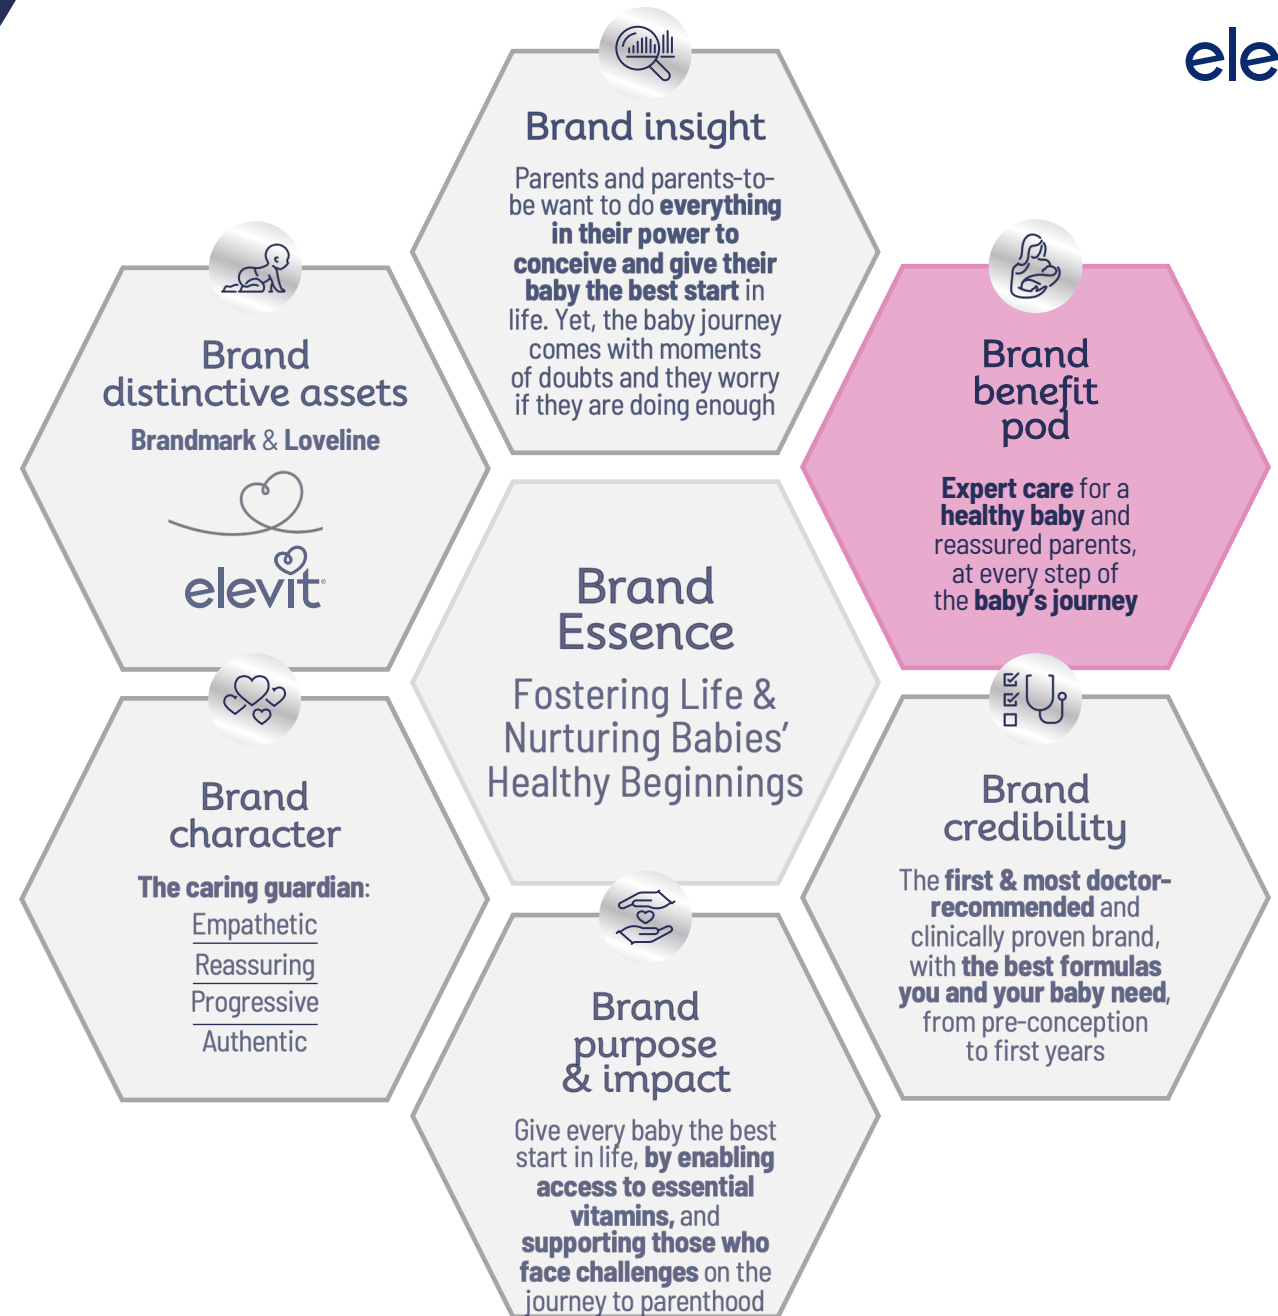 ele
Brand insight
Parents and parents-to-
be want to do everything
in their power to
conceive and give their
baby the best start in
life. Yet, the baby journey
comes with moments
of doubts and they worry
if they are doing enough
Brand
distinctive assets
Brandmark & Loveline
elevit®
Brand
benefit
pod
Expert care for a
healthy baby and
reassured parents,
at every step of
the baby’s journey
Brand
Essence
Fostering Life &
Nurturing Babies’
Healthy Beginnings
Brand
character
The caring guardian:
Empathetic
Reassuring
Progressive
Authentic
Brand
credibility
The first & most doctor-
recommended and
clinically proven brand,
with the best formulas
you and your baby need,
from pre-conception
to first years
Brand
purpose
& impact
Give every baby the best
start in life, by enabling
access to essential
vitamins, and
supporting those who
face challenges on the
journey to parenthood